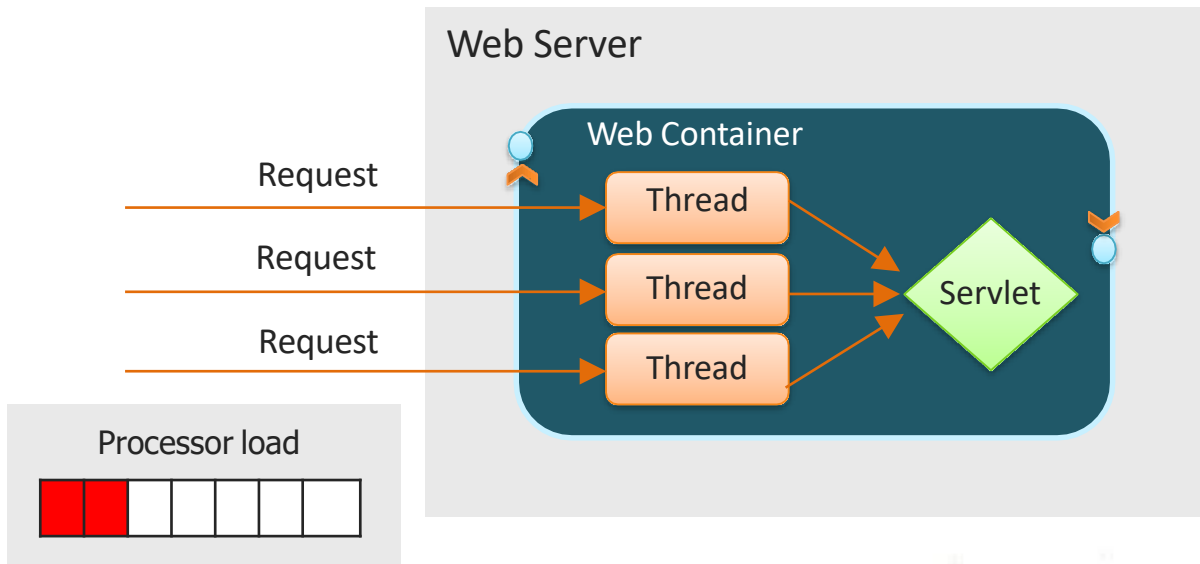 Web Server
Web Container
Request
Thread
Request
Thread
Servlet
Request
Thread
Processor load